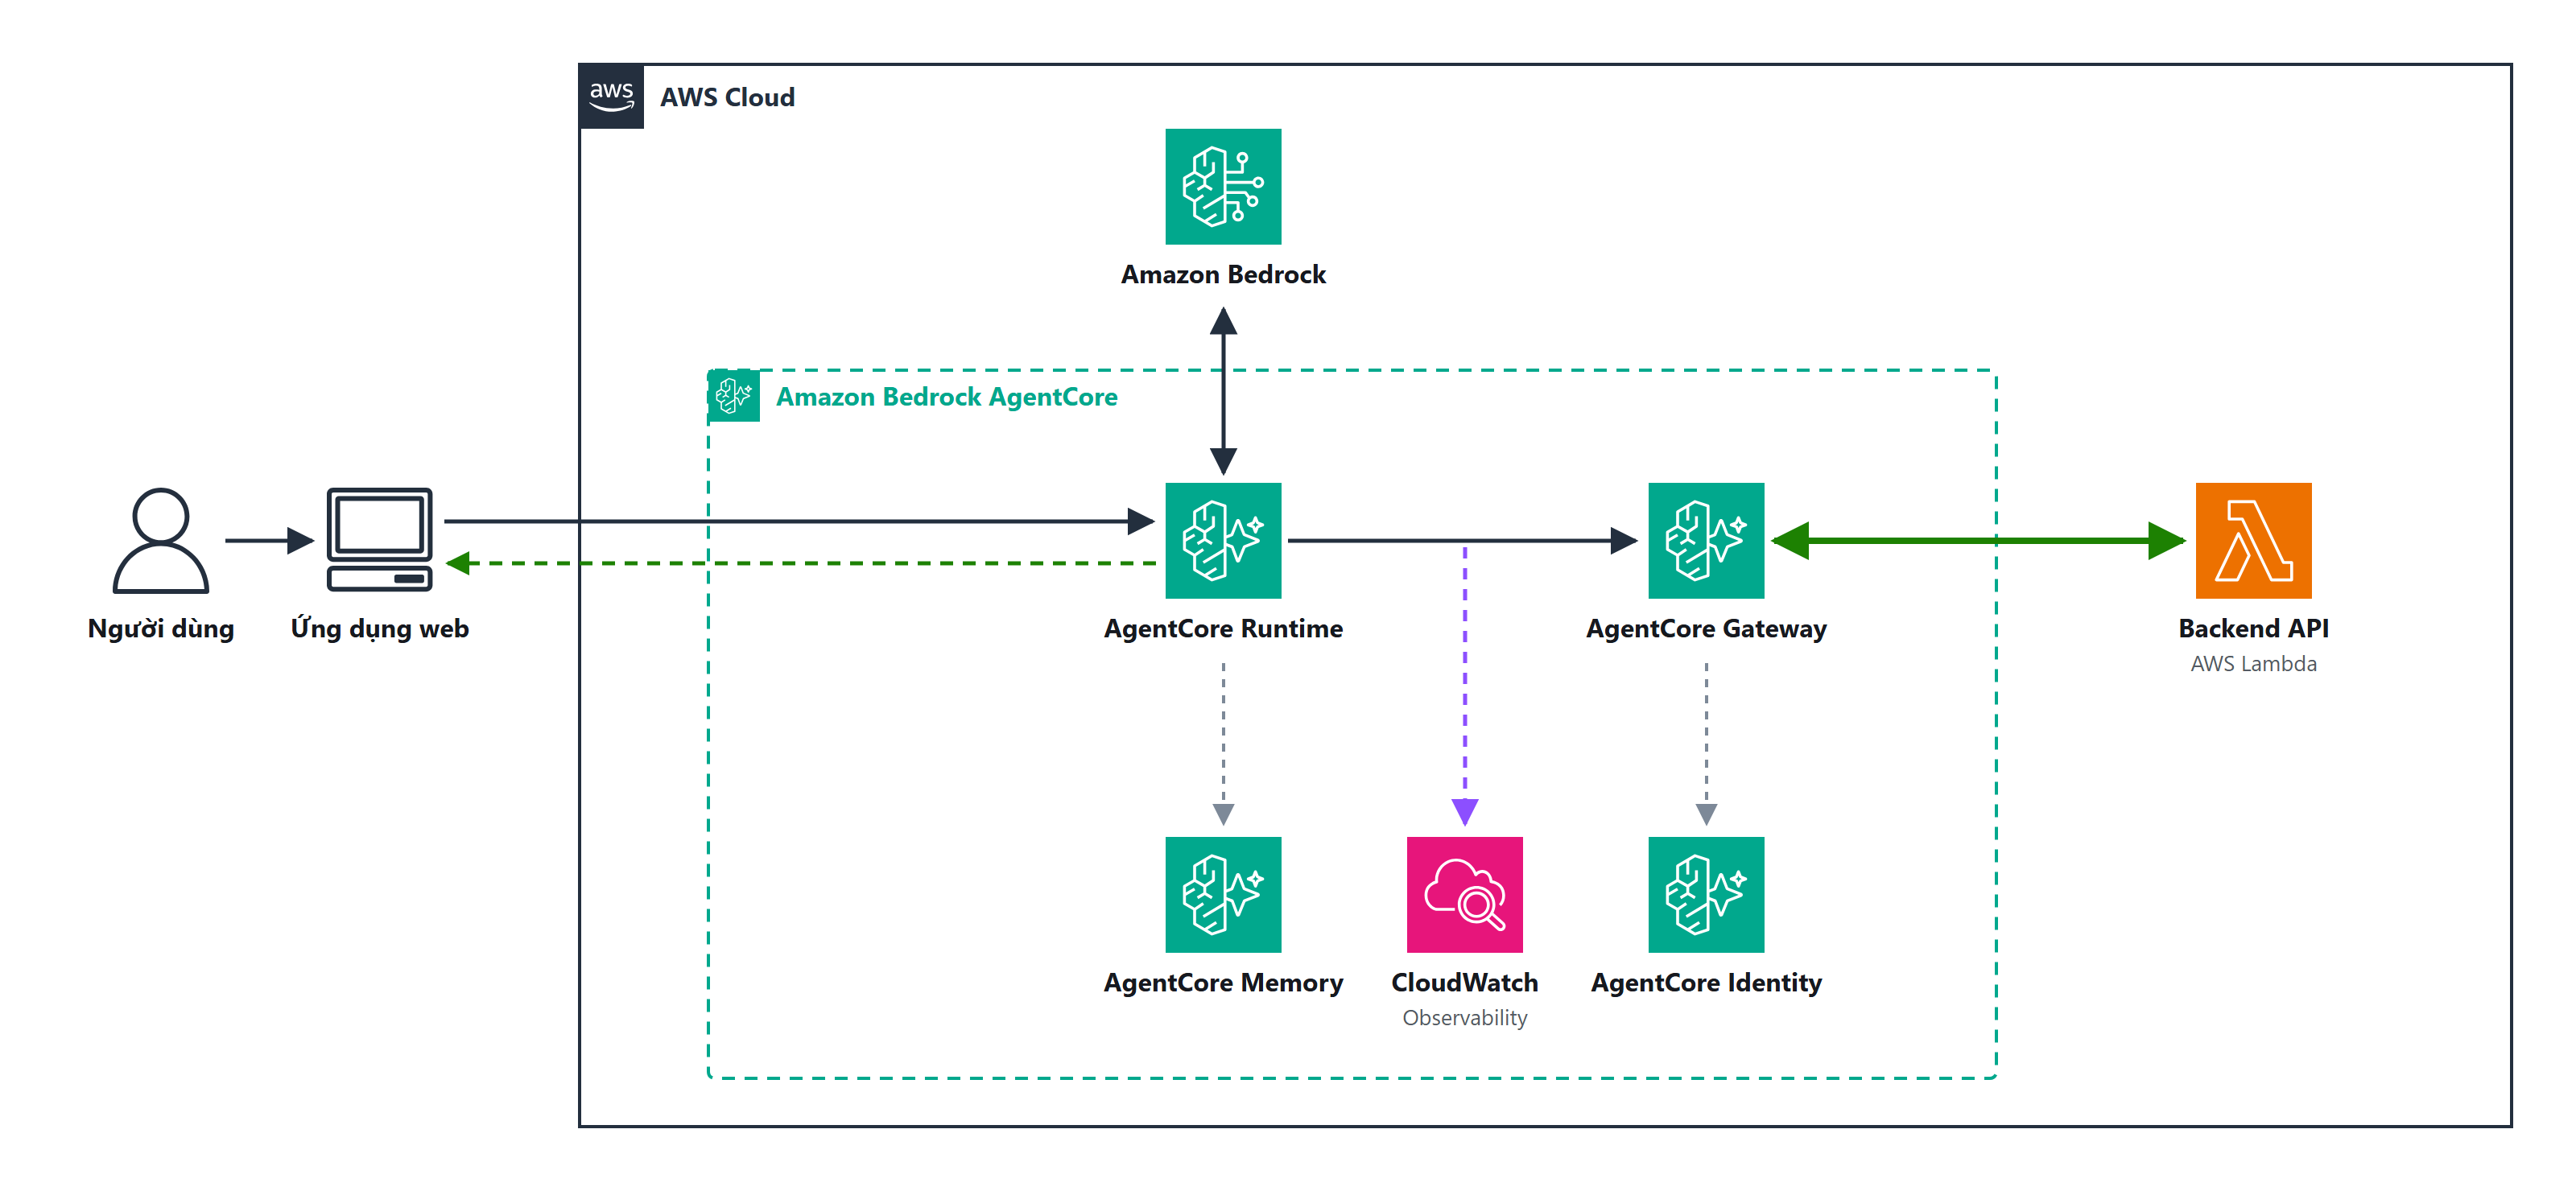 aws
AWS Cloud
Amazon Bedrock
Amazon Bedrock AgentCore
Người dùng
Ứng dụng web
AgentCore Runtime
AgentCore Gateway
Backend API
AWS Lambda
AgentCore Memory
CloudWatch
Observability
AgentCore Identity